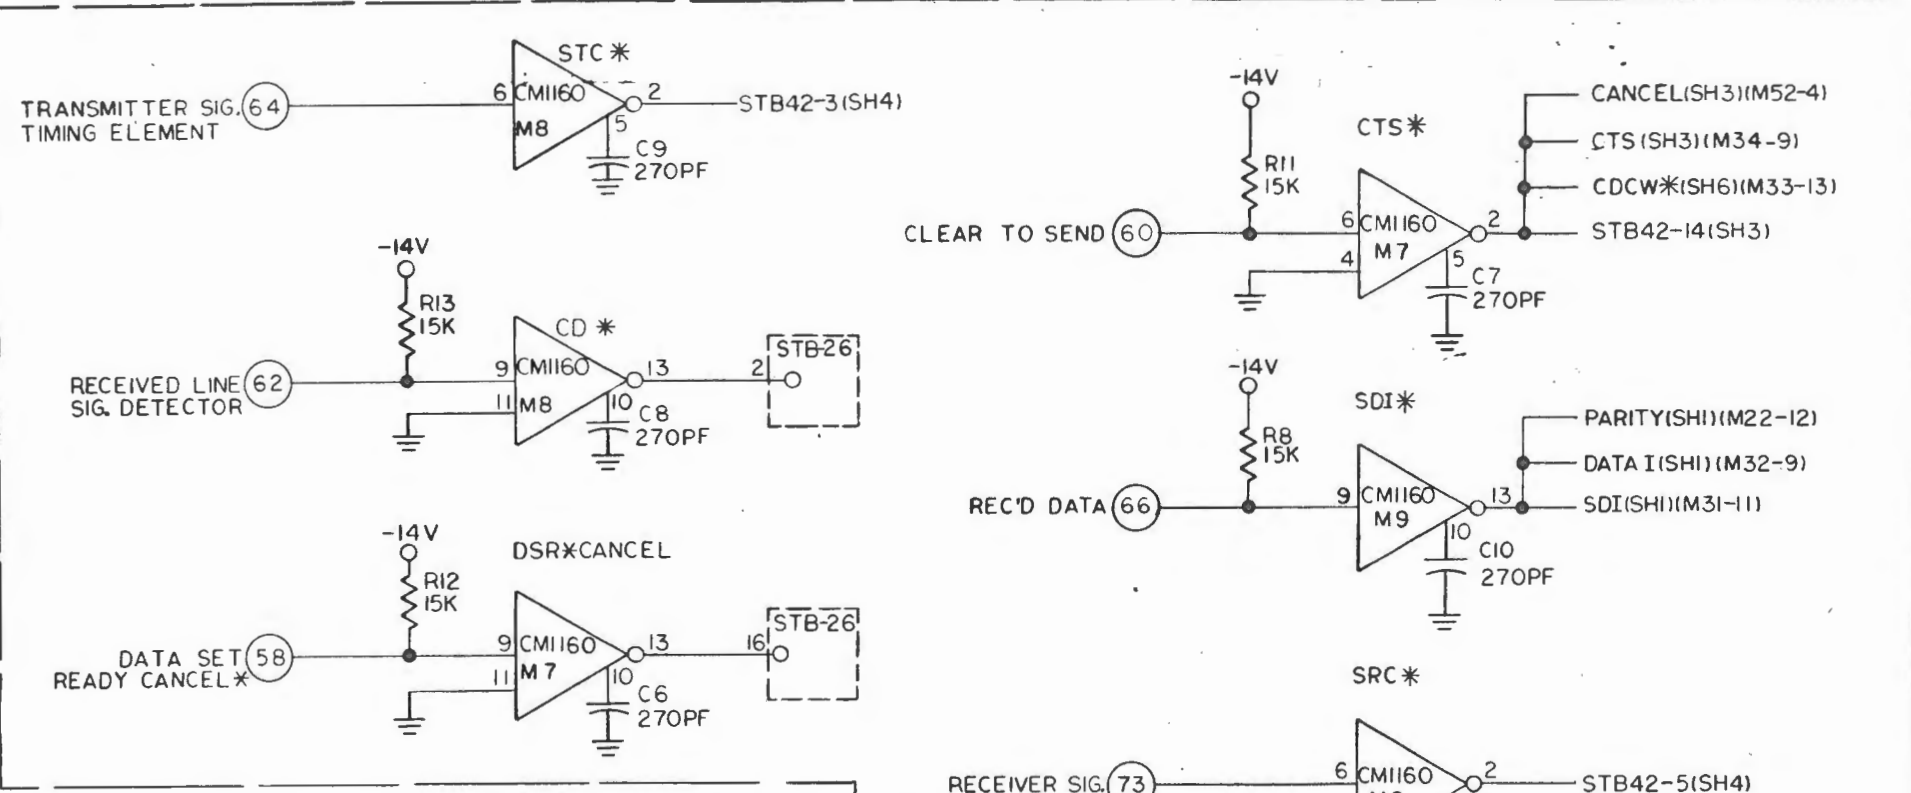 STC*
TRANSMITTER SIG.
TIMING ELEMENT
64
6
CM1160
M8
2
5
STB42-3(SH4)
C9
270PF
-14V
R13
15K
CD *
RECEIVED LINE
SIG. DETECTOR
62
9
CM1160
11
M8
13
10
C8
270PF
2
STB-26
-14V
R12
15K
DSR*CANCEL
DATA SET
READY CANCEL*
58
9
CM1160
11
M7
13
10
C6
270PF
16
STB-26
-14V
R11
15K
CTS*
CLEAR TO SEND
60
6
CM1160
4
M7
2
5
C7
270PF
CANCEL(SH3)(M52-4)
CTS(SH3)(M34-9)
CDCW*(SH6)(M33-13)
STB42-14(SH3)
-14V
R8
15K
SDI*
REC'D DATA
66
9
CM1160
M9
13
10
C10
270PF
PARITY(SH1)(M22-12)
DATA I(SH1)(M32-9)
SDI(SH1)(M31-11)
SRC*
RECEIVER SIG.
73
6
CM1160
2
STB42-5(SH4)